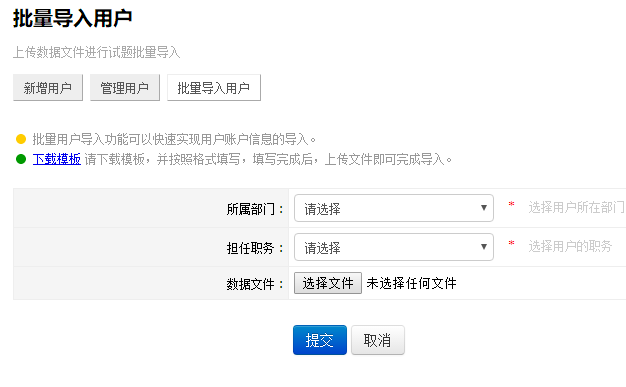 批量导入用户
上传数据文件进行试题批量导入
新增用户 管理用户 批量导入用户
批量用户导入功能可以快速实现用户账户信息的导入。
下载模板 请下载模板，并按照格式填写，填写完成后，上传文件即可完成导入。
所属部门： 请选择 * 选择用户所在部门
担任职务： 请选择 * 选择用户的职务
数据文件： 选择文件 未选择任何文件
提交 取消